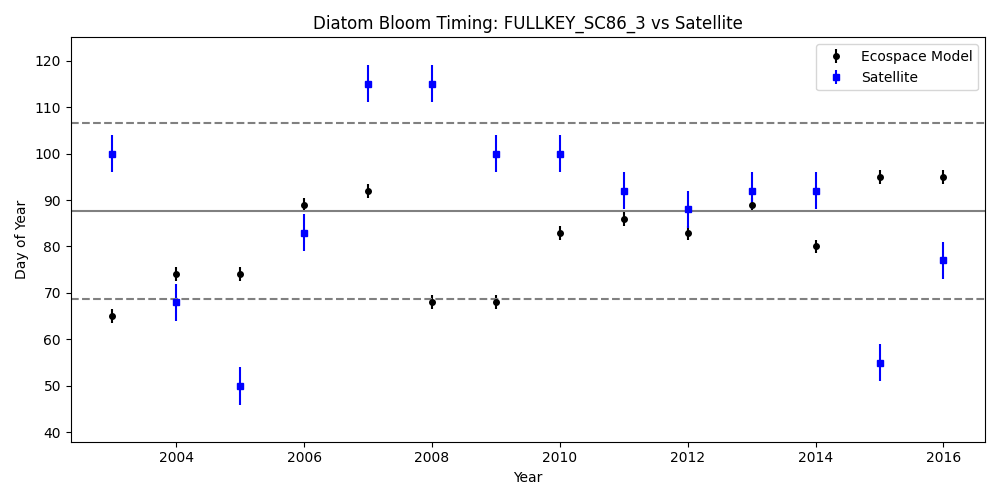 Diatom Bloom Timing: FULLKEY_SC86_3 vs Satellite
Ecospace Model
Satellite
120
110
100
90
80
70
60
50
40
Day of Year
2004 2006 2008 2010 2012 2014 2016
Year